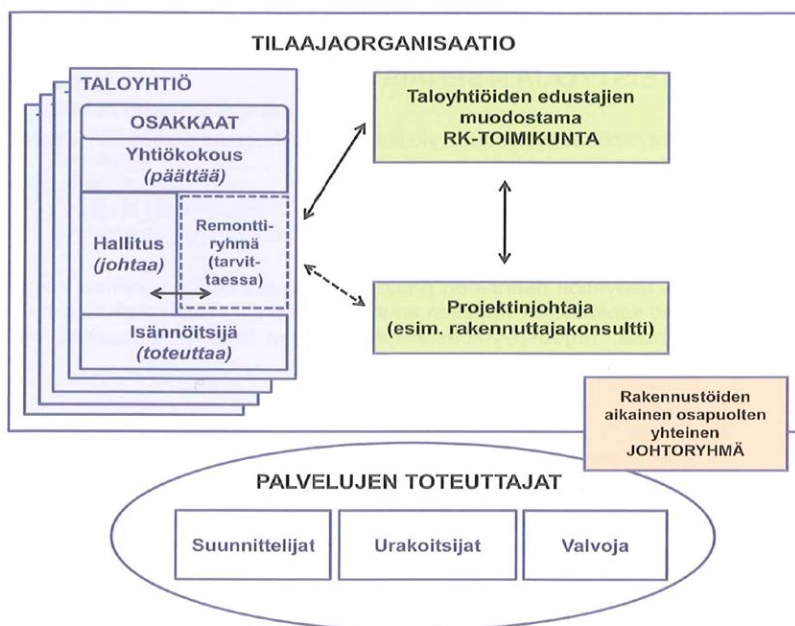 TILAAJAORGANISAATIO
TALOYHTIÖ
OSAKKAAT
Yhtiökokous
(päättää)
Hallitus
(johtaa)
Remontti-
ryhmä
(tarvit-
taessa)
Isännöitsijä
(toteuttaa)
Taloyhtiöiden edustajien
muodostama
RK-TOIMIKUNTA
Projektinjohtaja
(esim. rakennuttajakonsultti)
Rakennustöiden
aikainen osapuolten
yhteinen
JOHTORYHMÄ
PALVELUJEN TOTEUTTAJAT
Suunnittelijat
Urakoitsijat
Valvoja